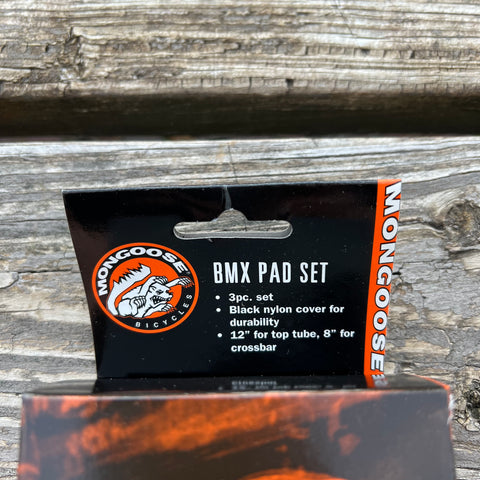 MONGOOSE
BICYCLES
BMX PAD SET
• 3pc. set
• Black nylon cover for
durability
• 12" for top tube, 8" for
crossbar
MONGOOSE